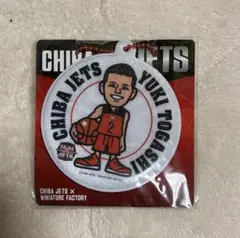 CHIBA JETS
CHIBA JETS
YUKI TOGASHI
2
CHIBA JETS ×
MINIATURE FACTORY